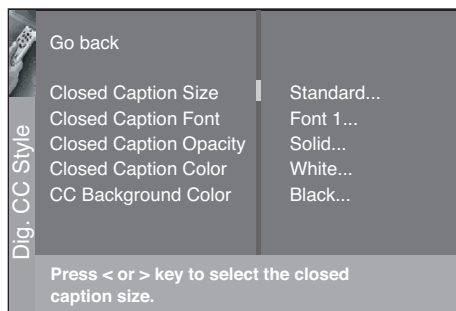 Dig. CC Style
Go back
Closed Caption Size Standard...
Closed Caption Font Font 1...
Closed Caption Opacity Solid...
Closed Caption Color White...
CC Background Color Black...
Press < or > key to select the closed
caption size.